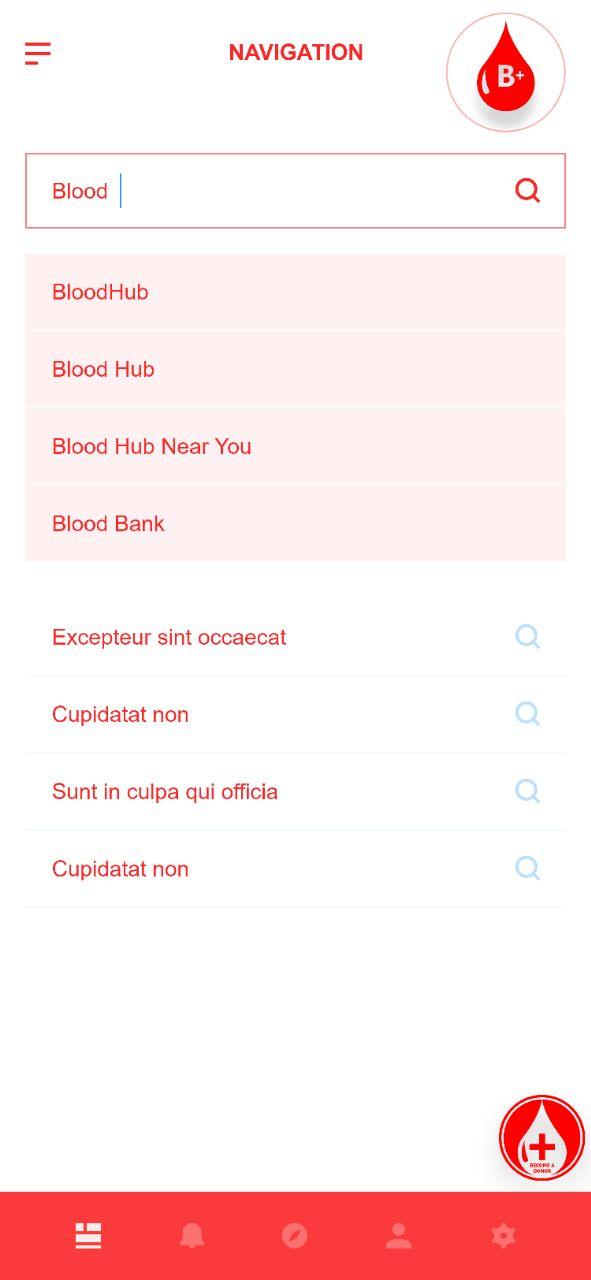 NAVIGATION
B+
Blood
BloodHub
Blood Hub
Blood Hub Near You
Blood Bank
Excepteur sint occaecat
Cupidatat non
Sunt in culpa qui officia
Cupidatat non
BECOME A
DONOR